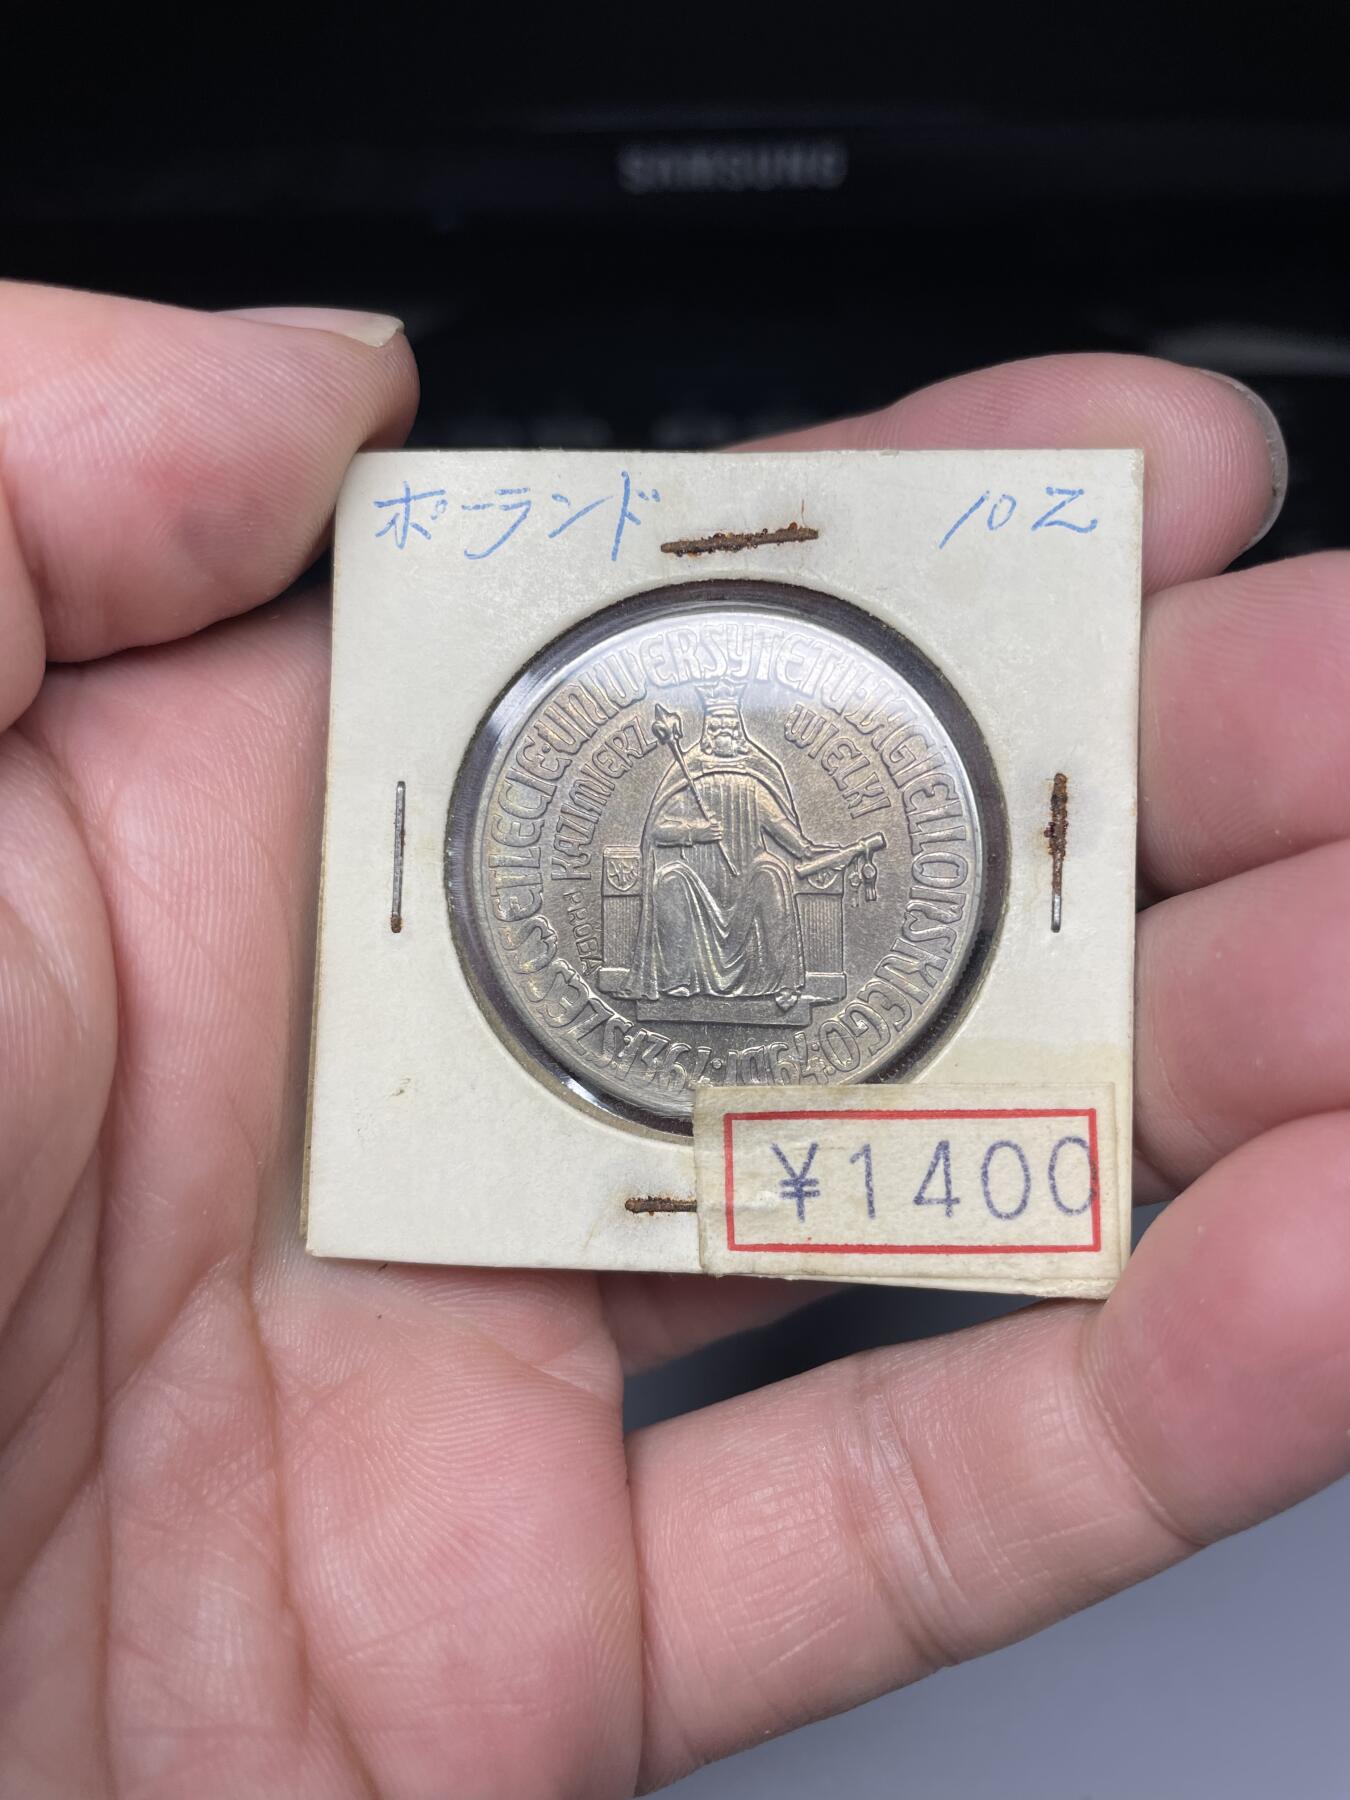 SAMSUNG
ポーランド 10Z
SZEŚĆSETLECIE·UNIWERSYTETU·JAGIELLOŃSKIEGO
KAZIMIERZ WIELKI
PRÓBA
1364·1964
¥1400